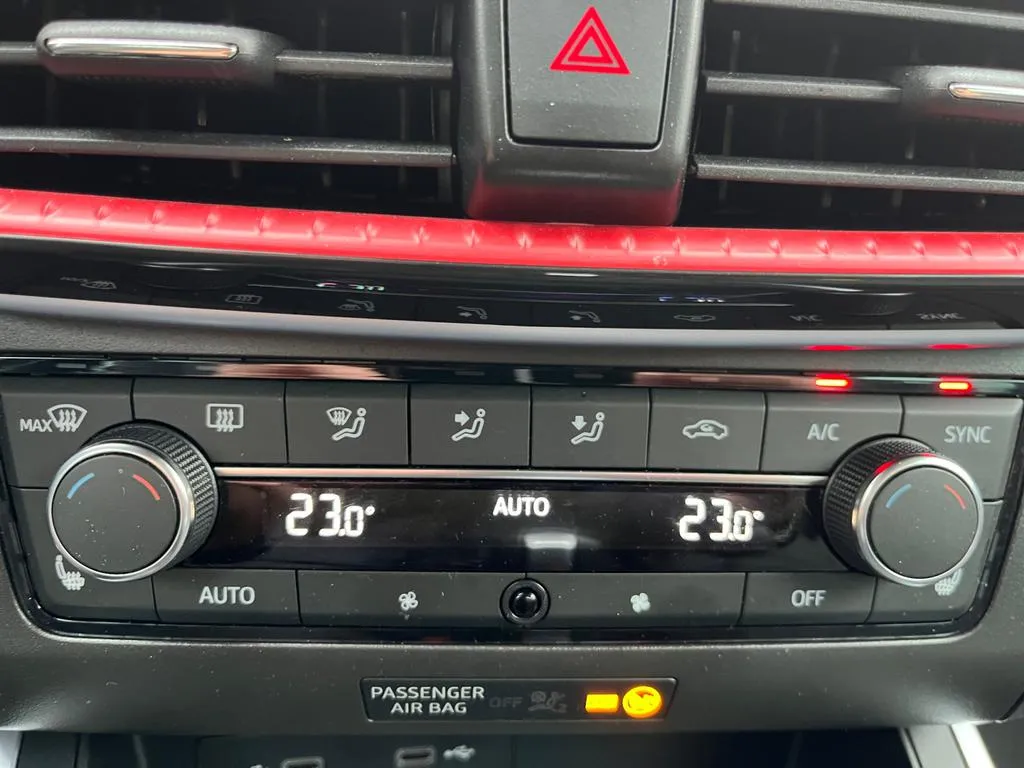 MAX
A/C
SYNC
23.0°
AUTO
23.0°
AUTO
OFF
PASSENGER
AIR BAG
OFF